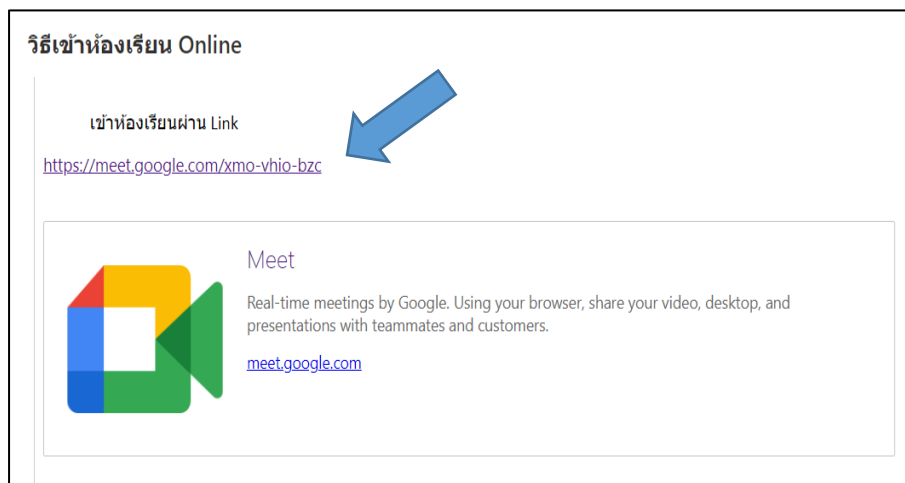 วิธีเข้าห้องเรียน Online
เข้าห้องเรียนผ่าน Link
https://meet.google.com/xmo-vhio-bzc
Meet
Real-time meetings by Google. Using your browser, share your video, desktop, and
presentations with teammates and customers.
meet.google.com